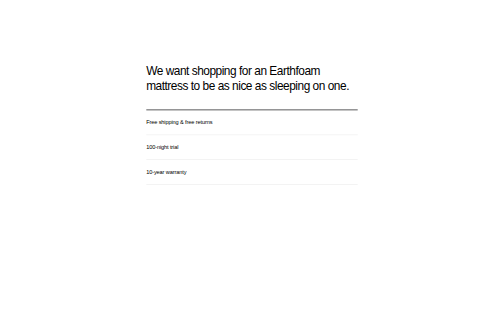 We want shopping for an Earthfoam
mattress to be as nice as sleeping on one.
Free shipping & free returns
100-night trial
10-year warranty